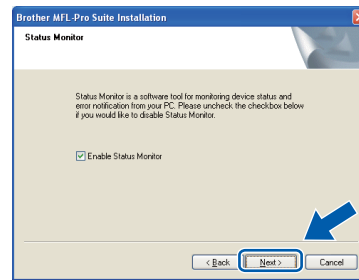 Brother MFL-Pro Suite Installation
Status Monitor
Status Monitor is a software tool for monitoring device status and
error notification from your PC. Please uncheck the checkbox below
if you would like to disable Status Monitor.
Enable Status Monitor
< Back
Next >
Cancel